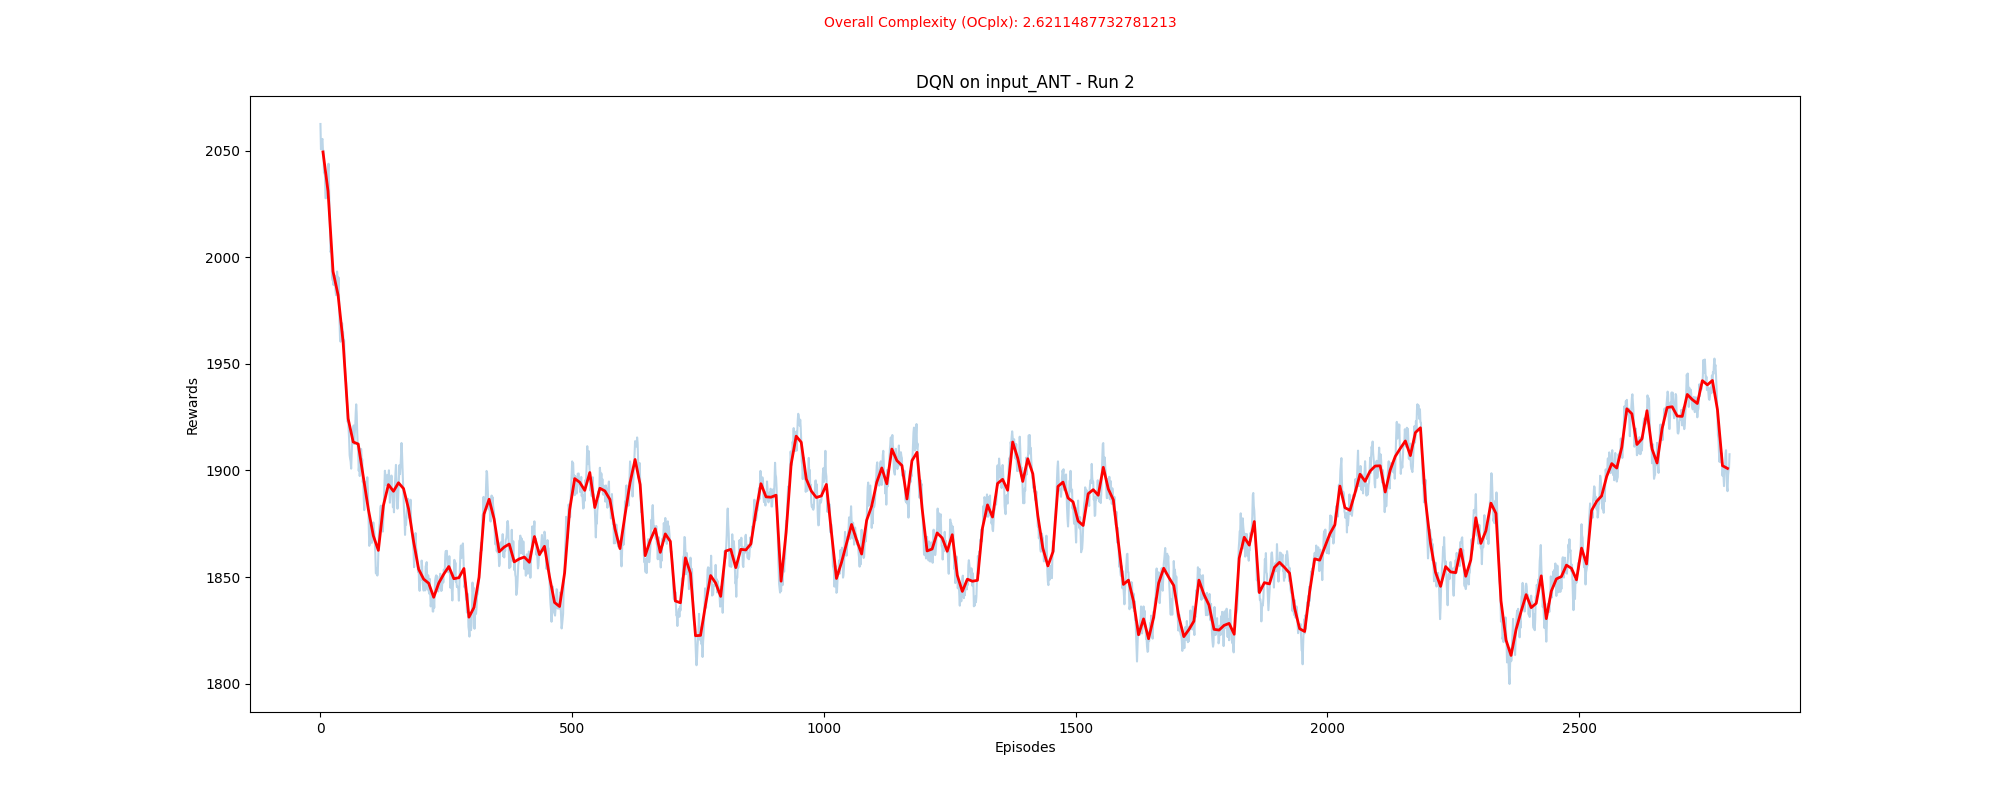 Overall Complexity (OCplx): 2.6211487732781213
DQN on input_ANT - Run 2
2050
2000
1950
1900
1850
1800
Rewards
0 500 1000 1500 2000 2500
Episodes